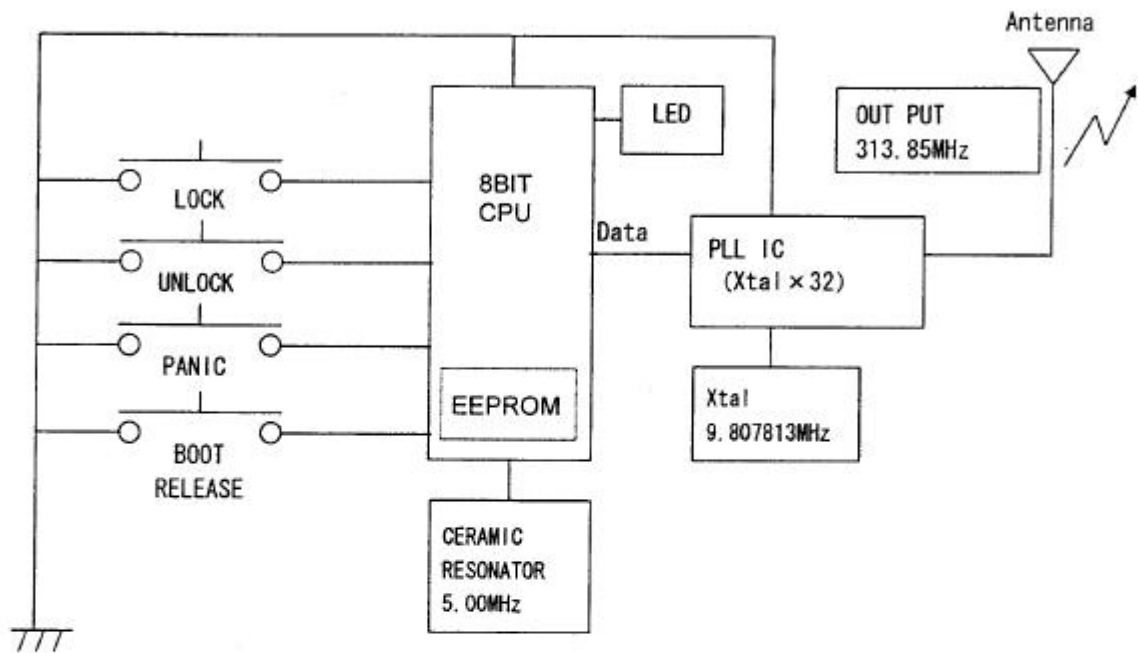 Antenna
OUT PUT
313.85MHz
LED
8BIT
CPU
LOCK
Data
PLL IC
(Xtal×32)
UNLOCK
PANIC
EEPROM
Xtal
9.807813MHz
BOOT
RELEASE
CERAMIC
RESONATOR
5.00MHz